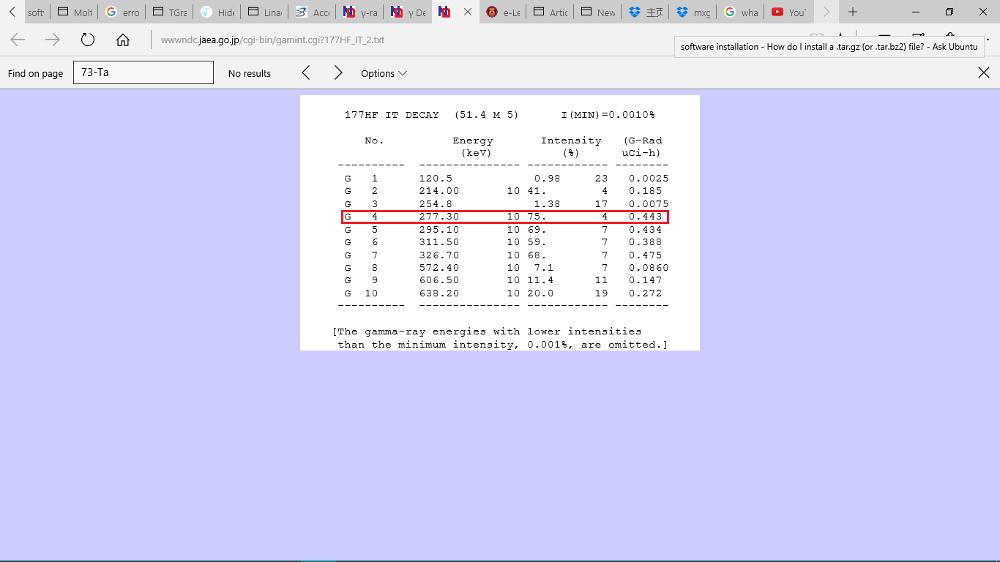 soft Molt erro TGra Hide Lina Acce γ-ra γ De e-Le Artic New 主页 mxg wha YouT
wwwndc.jaea.go.jp/cgi-bin/gamint.cgi?177HF_IT_2.txt
software installation - How do I install a .tar.gz (or .tar.bz2) file? - Ask Ubuntu
Find on page 73-Ta No results Options
177HF IT DECAY (51.4 M 5) I(MIN)=0.0010%
No. Energy Intensity (G-Rad
(keV) (%) uCi-h)
---------- --------------- ------------ --------
G 1 120.5 0.98 23 0.0025
G 2 214.00 10 41. 4 0.185
G 3 254.8 1.38 17 0.0075
G 4 277.30 10 75. 4 0.443
G 5 295.10 10 69. 7 0.434
G 6 311.50 10 59. 7 0.388
G 7 326.70 10 68. 7 0.475
G 8 572.40 10 7.1 7 0.0860
G 9 606.50 10 11.4 11 0.147
G 10 638.20 10 20.0 19 0.272
---------- --------------- ------------ --------
[The gamma-ray energies with lower intensities
than the minimum intensity, 0.001%, are omitted.]